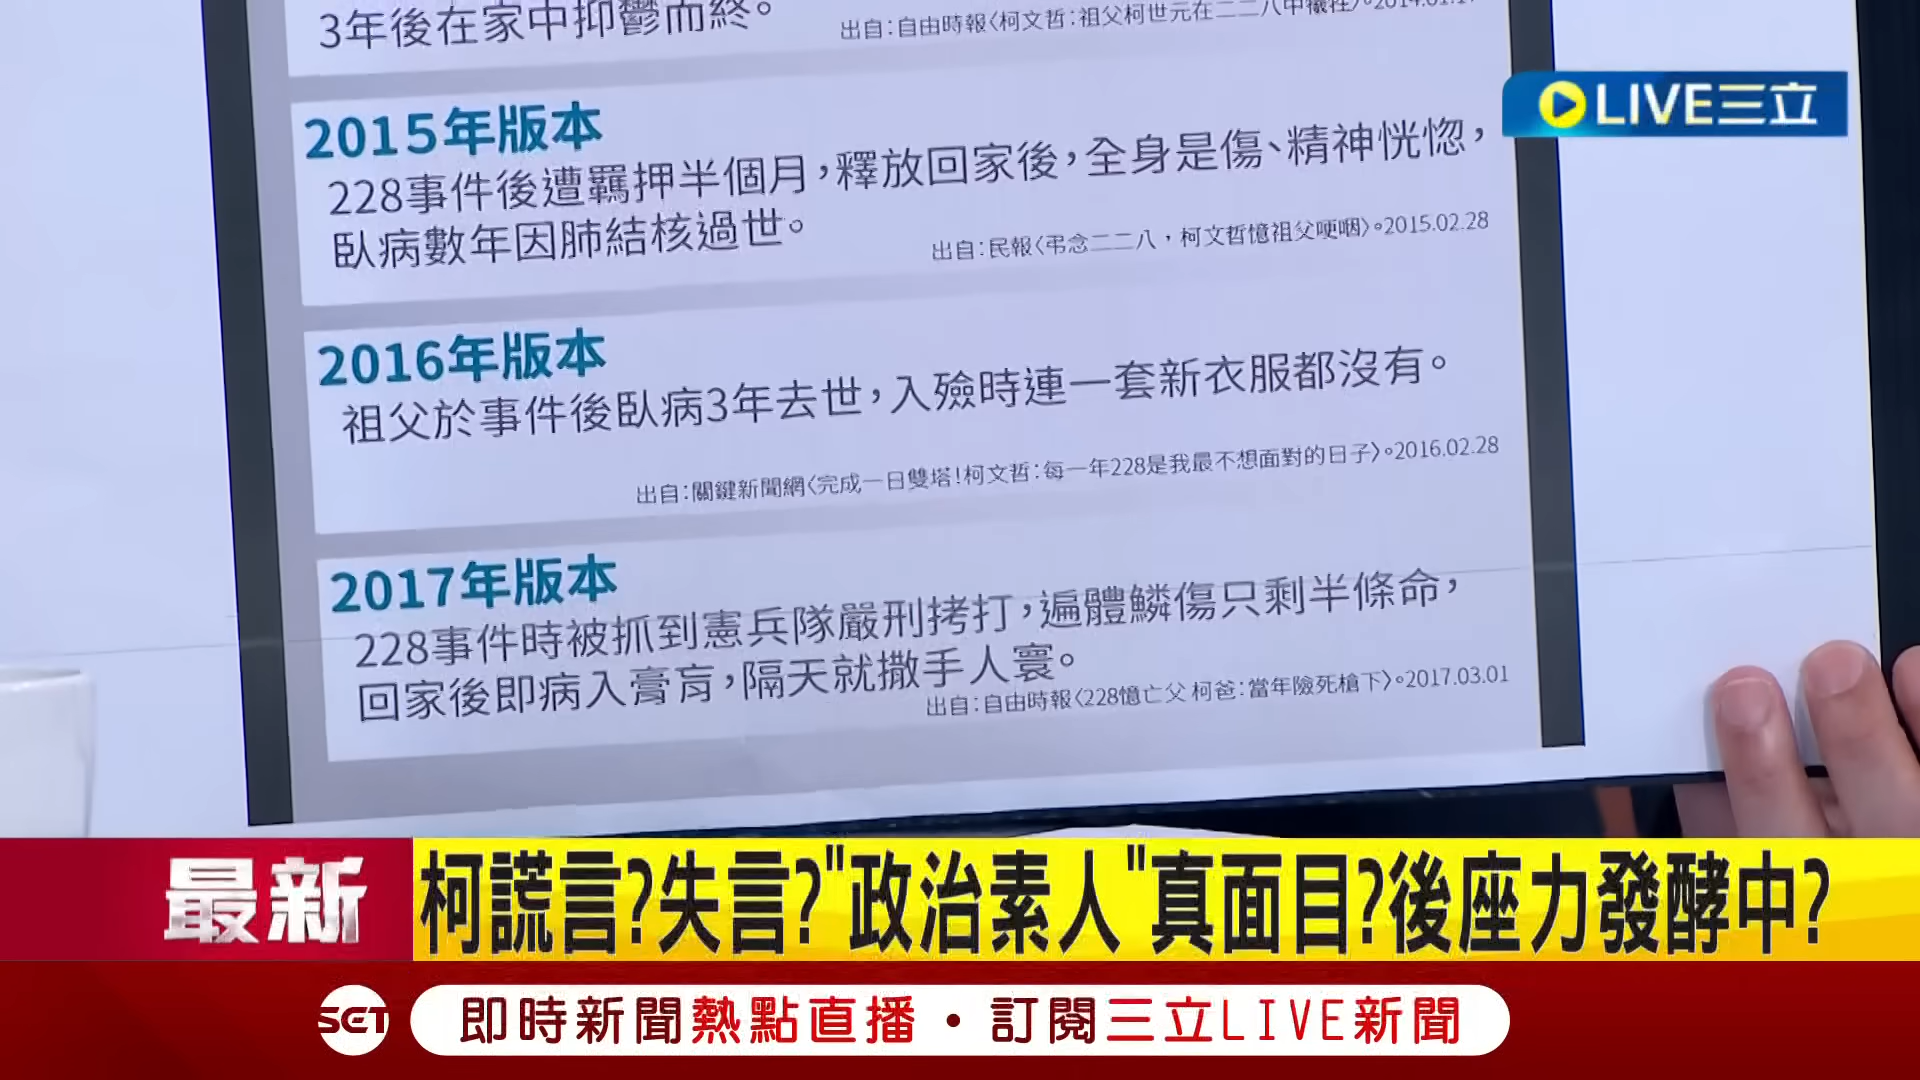 3年後在家中抑鬱而終。
出自：自由時報〈柯文哲：祖父柯世元在二二八中犧牲〉。2014.01.17
LIVE三立
2015年版本
228事件後遭羈押半個月，釋放回家後，全身是傷、精神恍惚，
臥病數年因肺結核過世。
出自：民報〈弔念二二八，柯文哲憶祖父哽咽〉。2015.02.28
2016年版本
祖父於事件後臥病3年去世，入殮時連一套新衣服都沒有。
出自：關鍵新聞網〈完成一日雙塔！柯文哲：每一年228是我最不想面對的日子〉。2016.02.28
2017年版本
228事件時被抓到憲兵隊嚴刑拷打，遍體鱗傷只剩半條命，
回家後即病入膏肓，隔天就撒手人寰。
出自：自由時報〈228憶亡父 柯爸：當年險死槍下〉。2017.03.01
最新
柯謊言?失言?"政治素人"真面目?後座力發酵中?
SET
即時新聞熱點直播・訂閱三立LIVE新聞